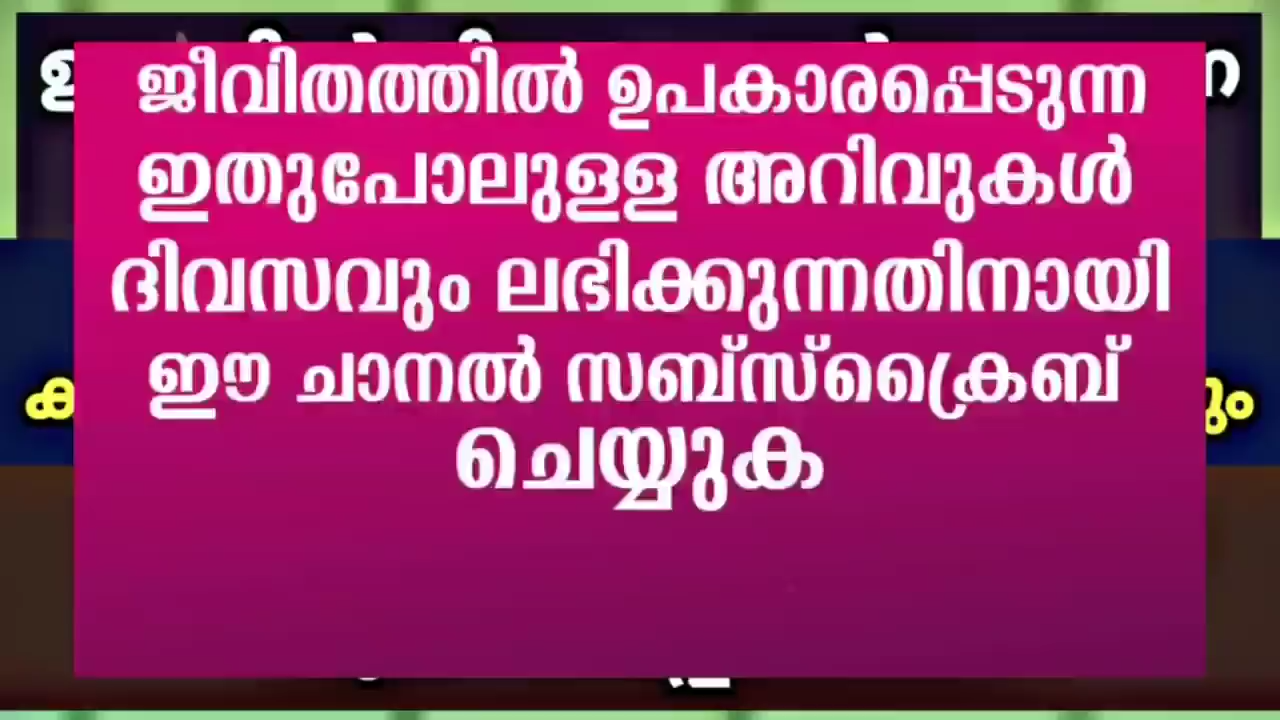 ജീവിതത്തിൽ ഉപകാരപ്പെടുന്ന
ഇതുപോലുള്ള അറിവുകൾ
ദിവസവും ലഭിക്കുന്നതിനായി
ഈ ചാനൽ സബ്സ്ക്രൈബ്
ചെയ്യുക